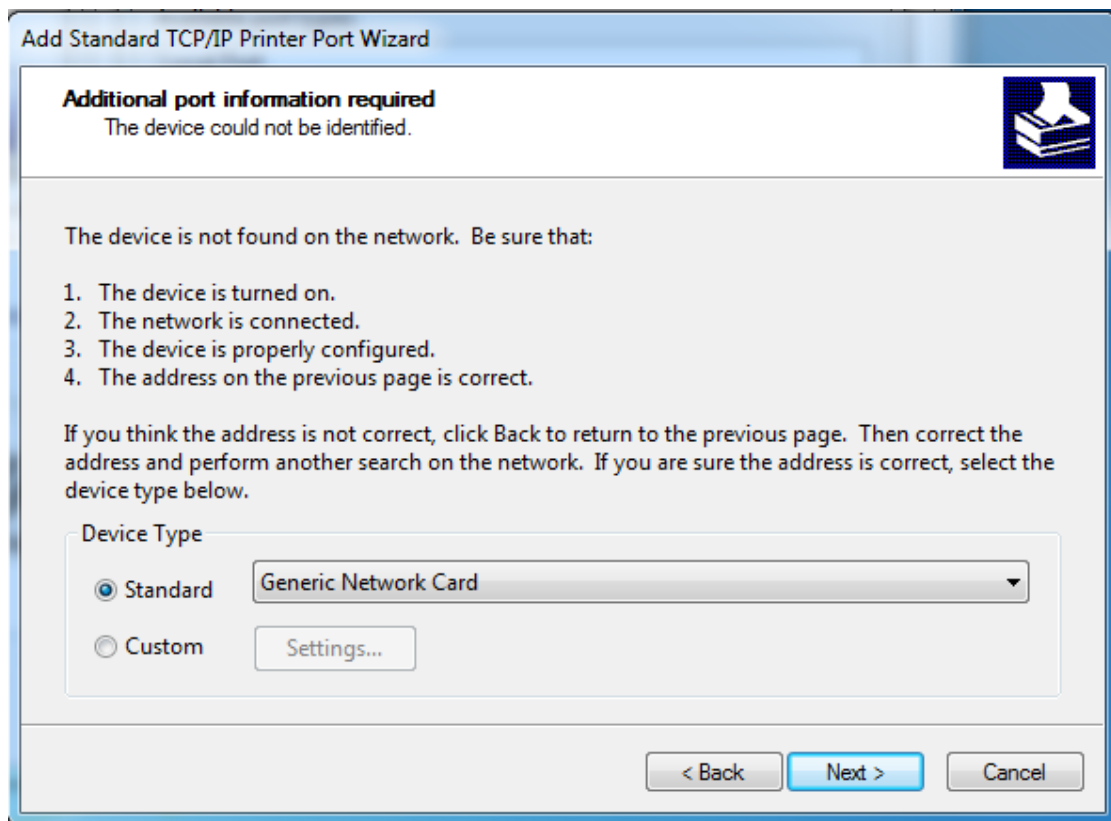 Add Standard TCP/IP Printer Port Wizard
Additional port information required
The device could not be identified.
The device is not found on the network.  Be sure that:
1.  The device is turned on.
2.  The network is connected.
3.  The device is properly configured.
4.  The address on the previous page is correct.
If you think the address is not correct, click Back to return to the previous page.  Then correct the
address and perform another search on the network.  If you are sure the address is correct, select the
device type below.
Device Type
Standard
Generic Network Card
Custom
Settings...
< Back
Next >
Cancel